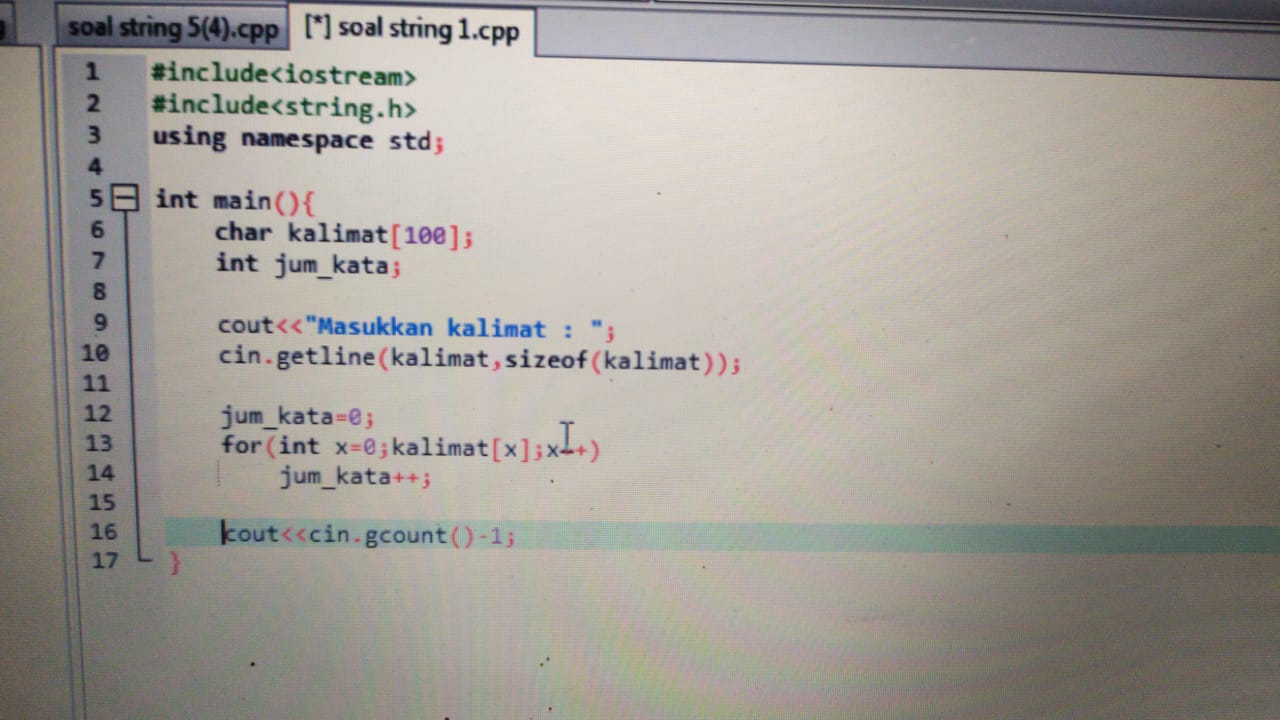 soal string 5(4).cpp [*] soal string 1.cpp
1 #include<iostream>
2 #include<string.h>
3 using namespace std;
4
5 int main(){
6 char kalimat[100];
7 int jum_kata;
8
9 cout<<"Masukkan kalimat : ";
10 cin.getline(kalimat,sizeof(kalimat));
11
12 jum_kata=0;
13 for(int x=0;kalimat[x];x++)
14 jum_kata++;
15
16 cout<<cin.gcount()-1;
17 }